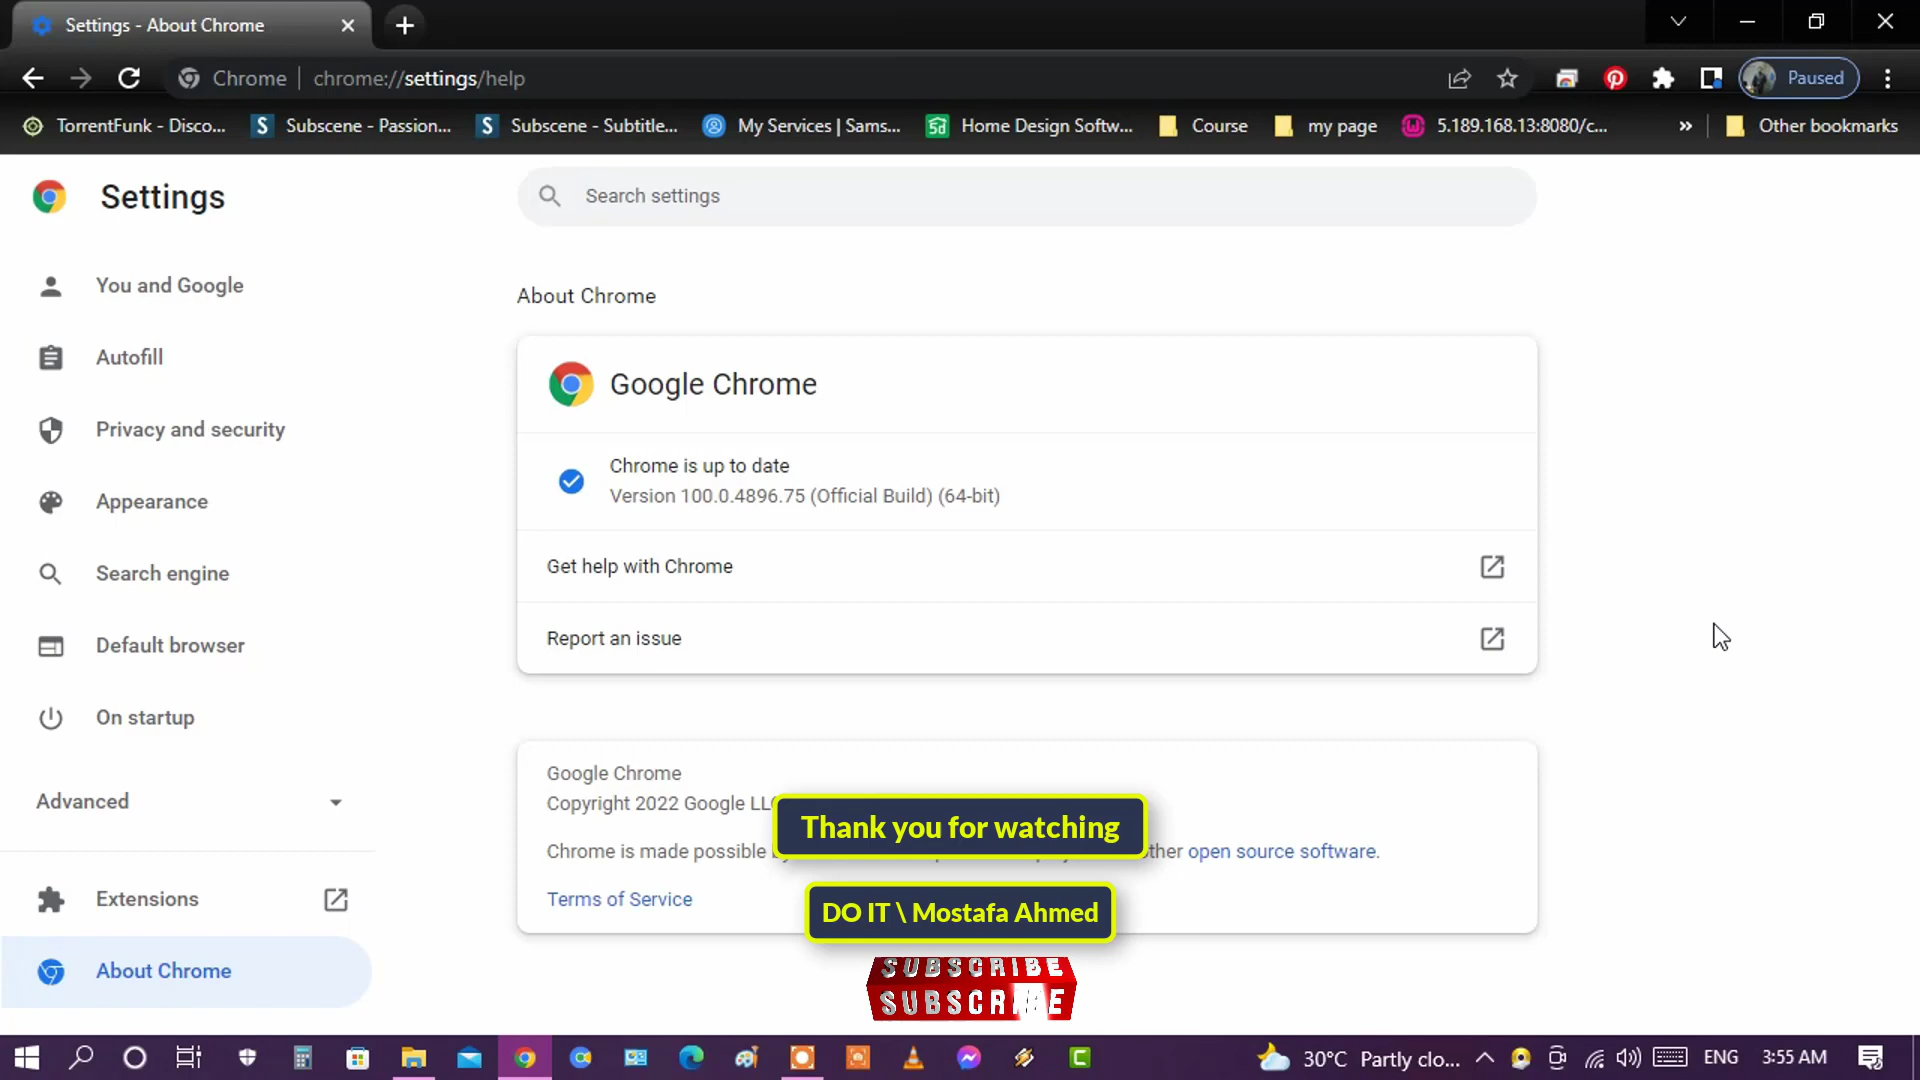 Settings - About Chrome
Chrome
chrome://settings/help
Paused
TorrentFunk - Disco...
Subscene - Passion...
Subscene - Subtitle...
My Services | Sams...
Home Design Softw...
Course
my page
5.189.168.13:8080/c...
»
Other bookmarks
Settings
Search settings
You and Google
Autofill
Privacy and security
Appearance
Search engine
Default browser
On startup
Advanced
Extensions
About Chrome
About Chrome
Google Chrome
Chrome is up to date
Version 100.0.4896.75 (Official Build) (64-bit)
Get help with Chrome
Report an issue
Google Chrome
Copyright 2022 Google
Chrome is made possible
open source software.
Terms of Service
Thank you for watching
DO IT \ Mostafa Ahmed
SUBSCRIBE
SUBSCRIBE
30°C Partly clo...
ENG
3:55 AM